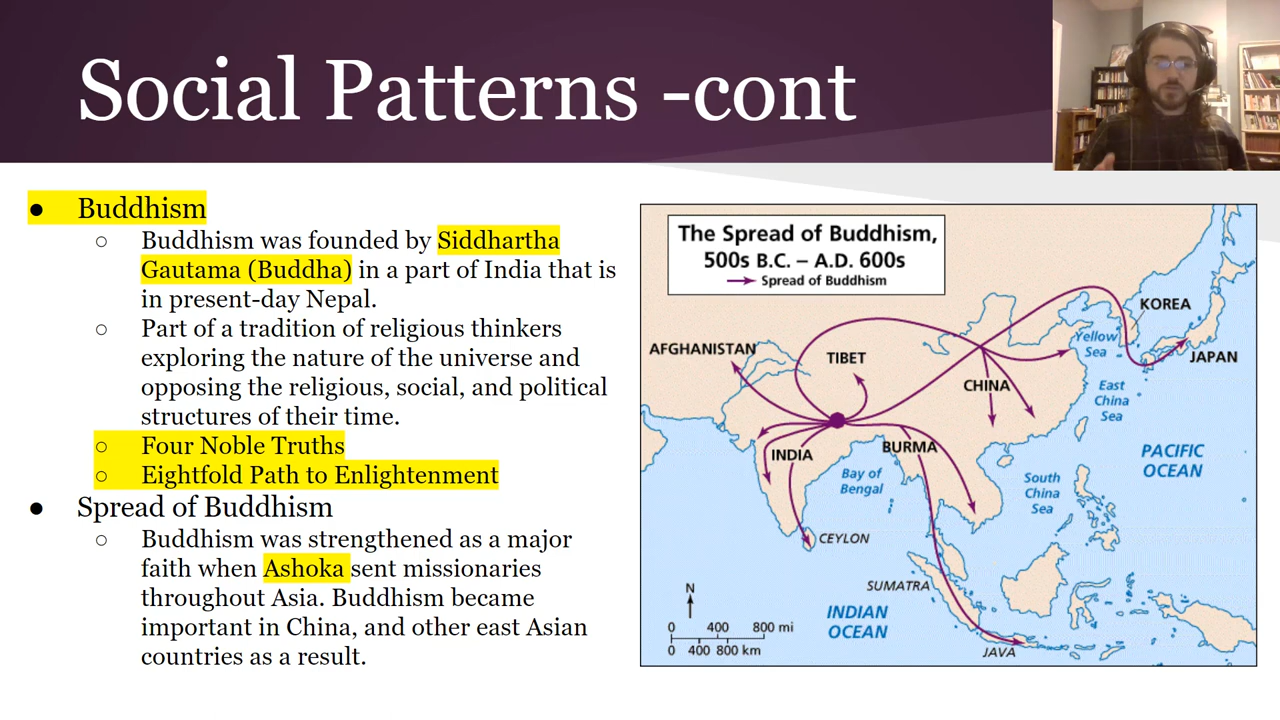 Social Patterns -cont
● Buddhism
○ Buddhism was founded by Siddhartha
Gautama (Buddha) in a part of India that is
in present-day Nepal.
○ Part of a tradition of religious thinkers
exploring the nature of the universe and
opposing the religious, social, and political
structures of their time.
○ Four Noble Truths
○ Eightfold Path to Enlightenment
● Spread of Buddhism
○ Buddhism was strengthened as a major
faith when Ashoka sent missionaries
throughout Asia. Buddhism became
important in China, and other east Asian
countries as a result.
The Spread of Buddhism,
500s B.C. – A.D. 600s
Spread of Buddhism
KOREA
AFGHANISTAN
TIBET
Yellow
Sea
JAPAN
CHINA
East
China
Sea
INDIA
BURMA
PACIFIC
OCEAN
Bay of
Bengal
South
China
Sea
CEYLON
SUMATRA
INDIAN
OCEAN
N
0 400 800 mi
0 400 800 km
JAVA